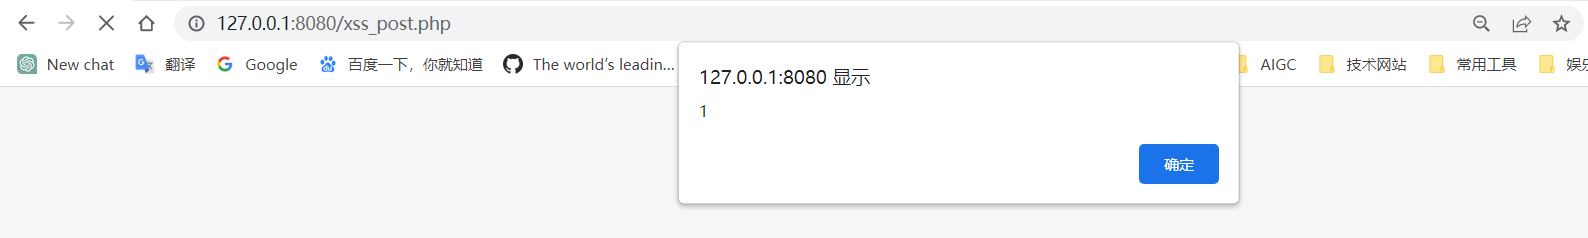 127.0.0.1:8080/xss_post.php
New chat 翻译 Google 百度一下，你就知道 The world's leadin... AIGC 技术网站 常用工具 娱乐
127.0.0.1:8080 显示
1
确定